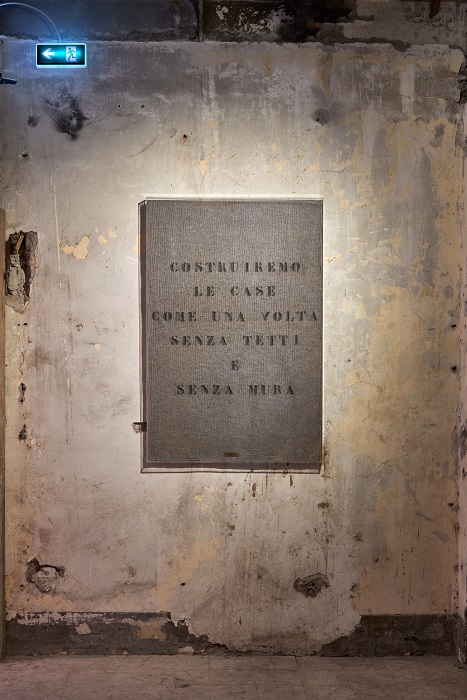 COSTRUIREMO
LE CASE
COME UNA VOLTA
SENZA TETTI
E
SENZA MURA